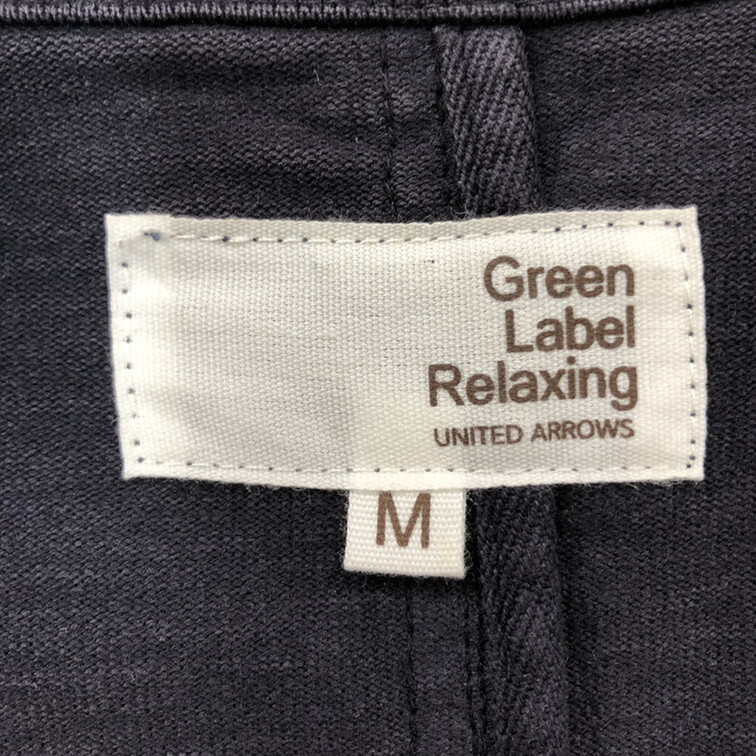 Green
Label
Relaxing
UNITED ARROWS
M